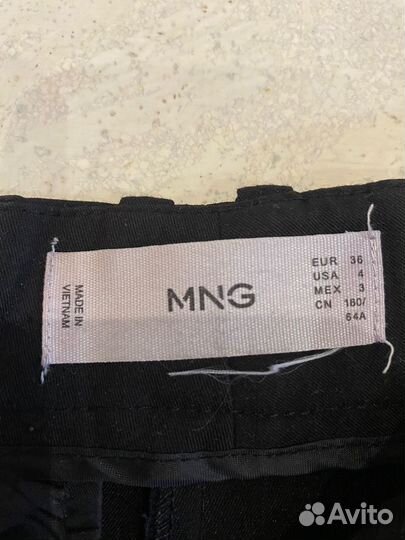 MADE IN
VIETNAM
MNG
EUR 36
USA 4
MEX 3
CN 160/
64A
Avito